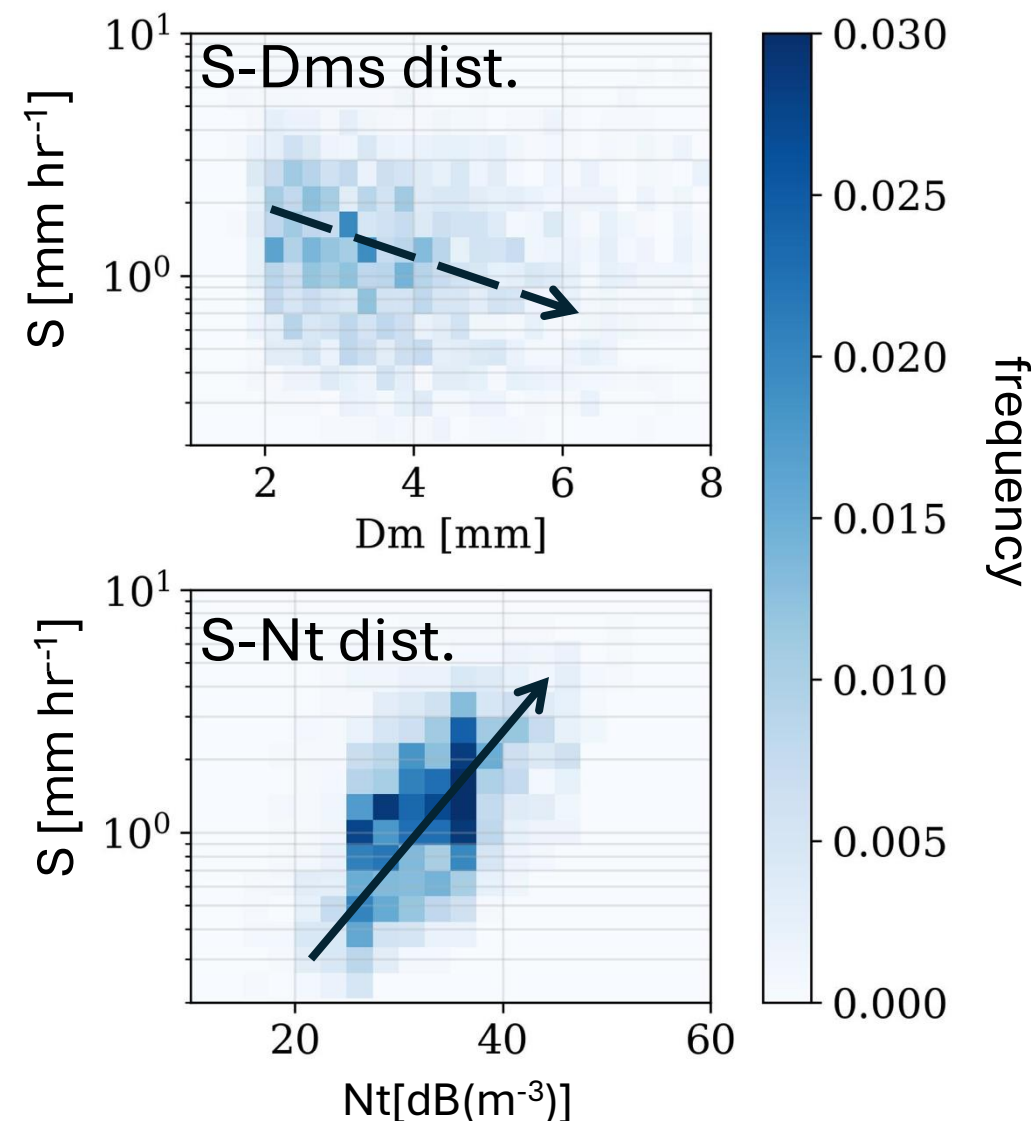 S-Dms dist.
10¹
10⁰
S [mm hr⁻¹]
2 4 6 8
Dm [mm]
S-Nt dist.
10¹
10⁰
S [mm hr⁻¹]
20 40 60
Nt[dB(m⁻³)]
0.030
0.025
0.020
0.015
0.010
0.005
0.000
frequency